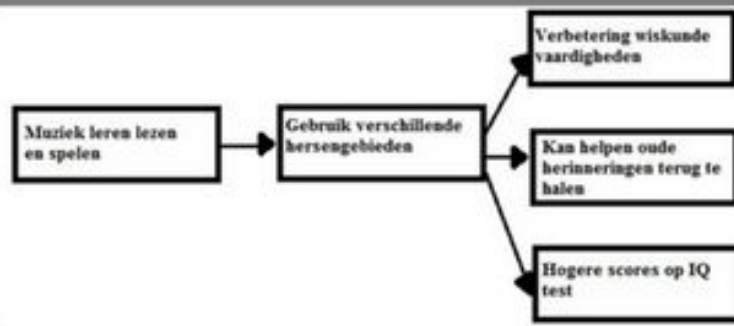 Muziek leren lezen
en spelen
Gebruik verschillende
hersengebieden
Verbetering wiskunde
vaardigheden
Kan helpen oude
herinneringen terug te
halen
Hogere scores op IQ
test